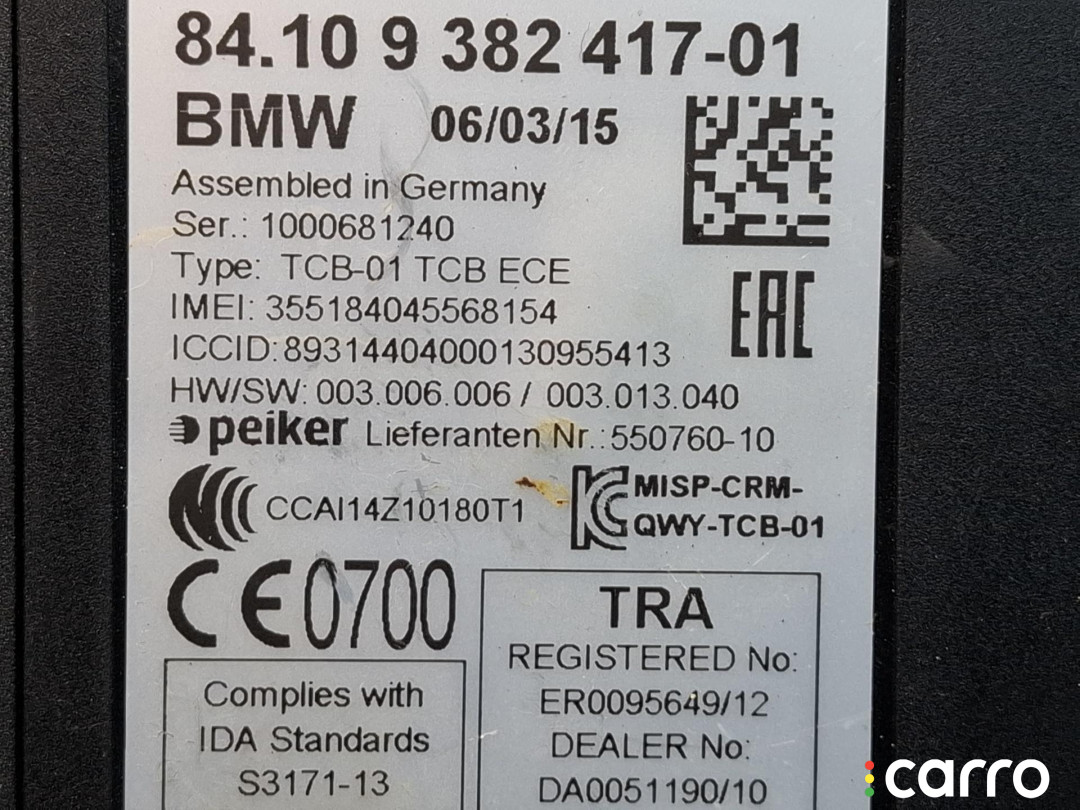 84.10 9 382 417-01
BMW 06/03/15
Assembled in Germany
Ser.: 1000681240
Type: TCB-01 TCB ECE
IMEI: 355184045568154
ICCID:89314404000130955413
HW/SW: 003.006.006 / 003.013.040
peiker Lieferanten Nr.:550760-10
CCAI14Z10180T1
MISP-CRM-
QWY-TCB-01
EAC
CE0700
Complies with
IDA Standards
S3171-13
TRA
REGISTERED No:
ER0095649/12
DEALER No:
DA0051190/10
carro